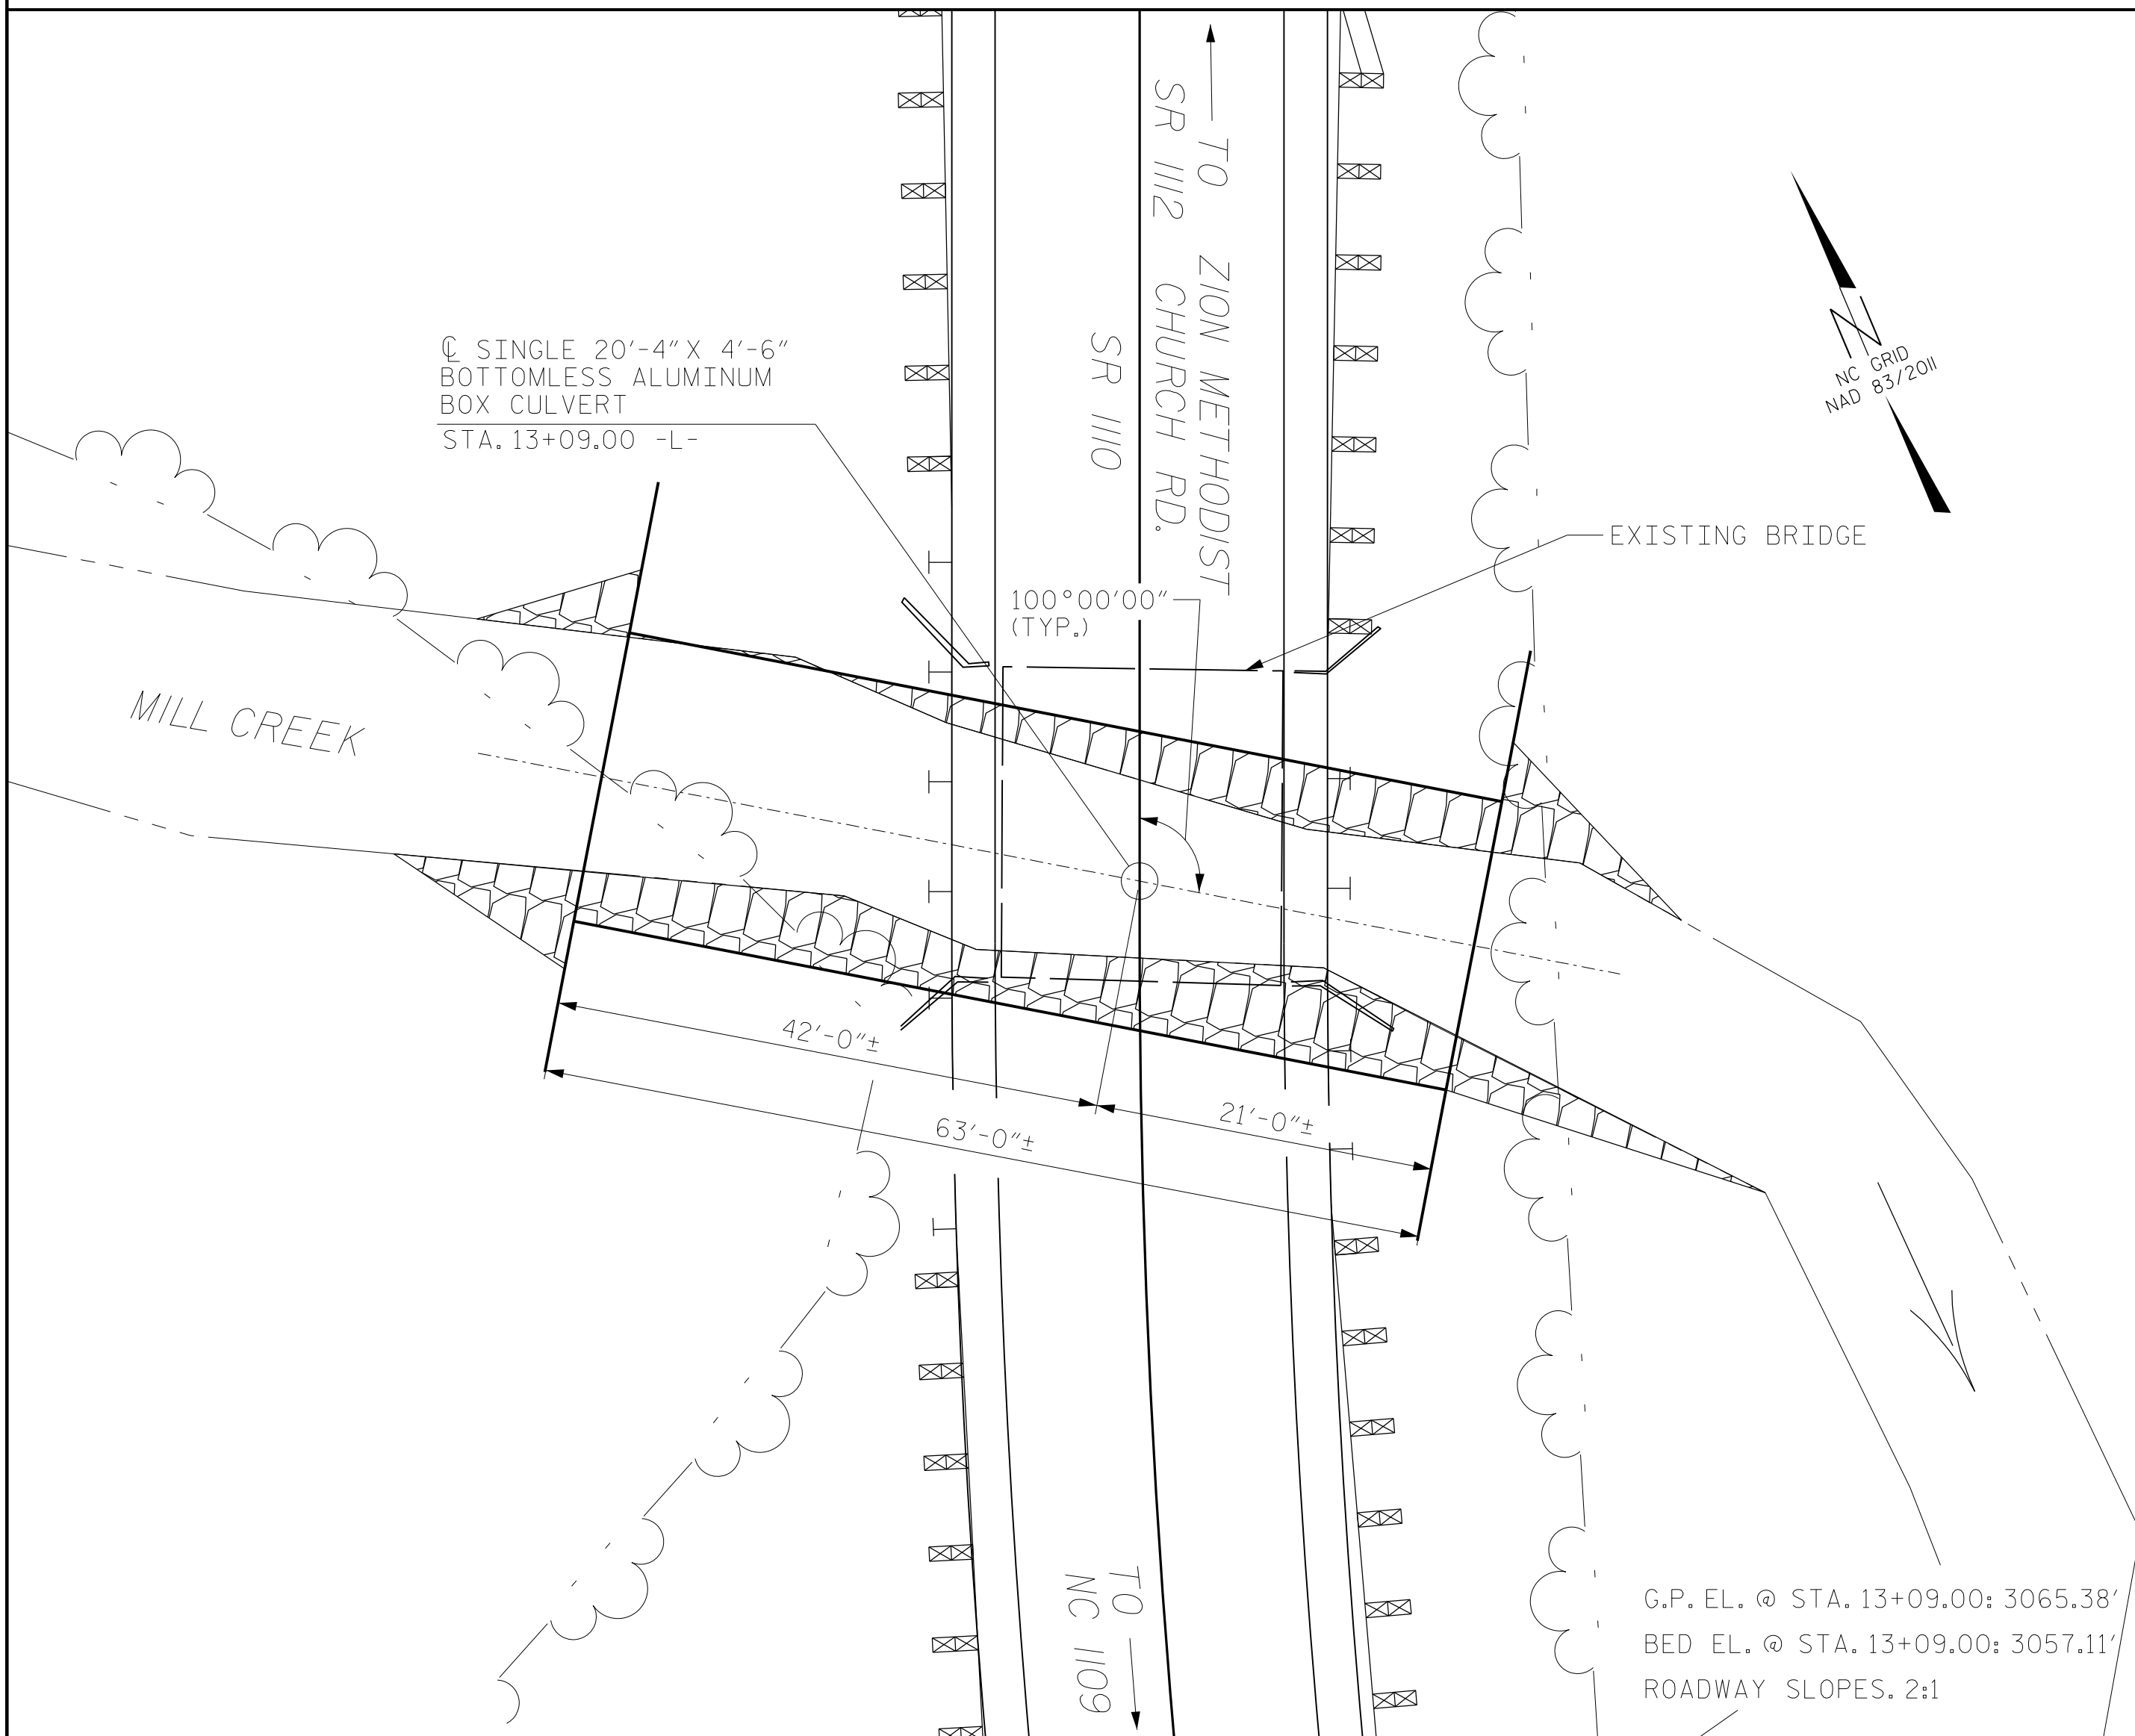 ℄ SINGLE 20'-4" X 4'-6"
BOTTOMLESS ALUMINUM
BOX CULVERT
STA. 13+09.00 -L-
TO ZION METHODIST
SR 1112 CHURCH RD.
SR 1110
NC GRID
NAD 83/2011
EXISTING BRIDGE
100°00'00"
(TYP.)
MILL CREEK
42'-0"±
21'-0"±
63'-0"±
TO
NC 1109
G.P. EL. @ STA. 13+09.00: 3065.38'
BED EL. @ STA. 13+09.00: 3057.11'
ROADWAY SLOPES. 2:1